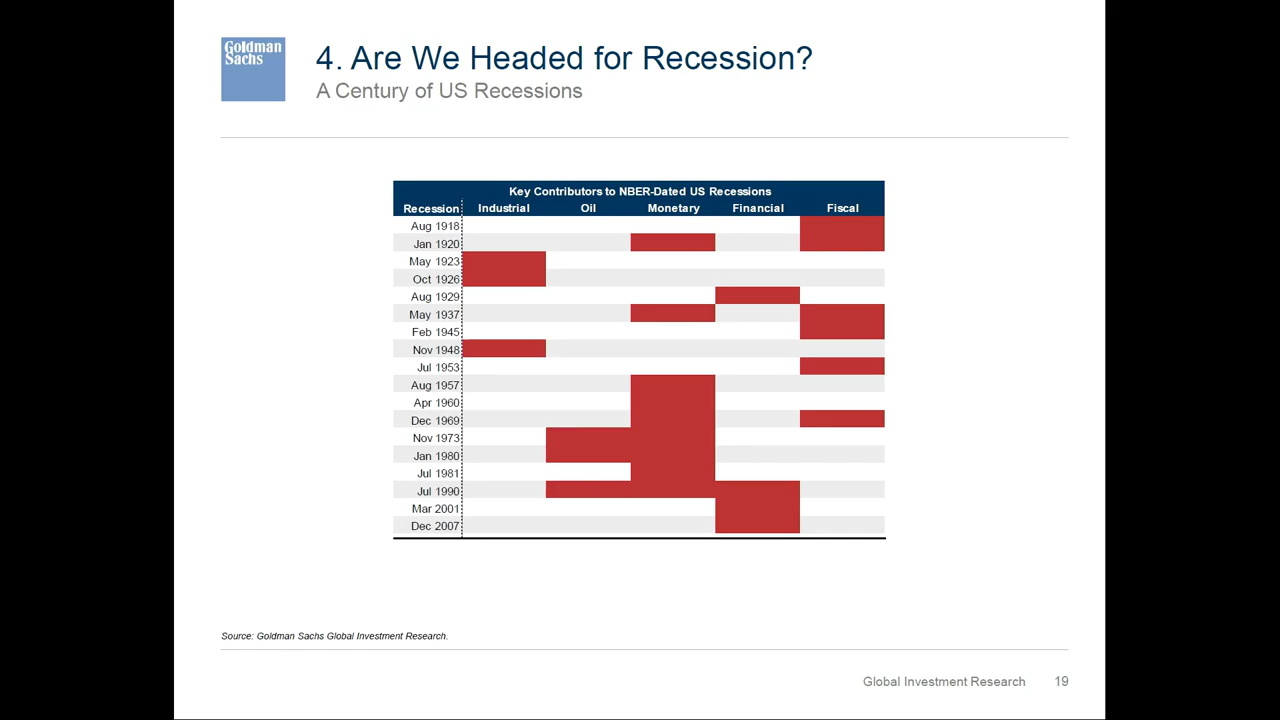 Goldman
Sachs
4. Are We Headed for Recession?
A Century of US Recessions
Key Contributors to NBER-Dated US Recessions
Recession Industrial Oil Monetary Financial Fiscal
Aug 1918
Jan 1920
May 1923
Oct 1926
Aug 1929
May 1937
Feb 1945
Nov 1948
Jul 1953
Aug 1957
Apr 1960
Dec 1969
Nov 1973
Jan 1980
Jul 1981
Jul 1990
Mar 2001
Dec 2007
Source: Goldman Sachs Global Investment Research.
Global Investment Research 19